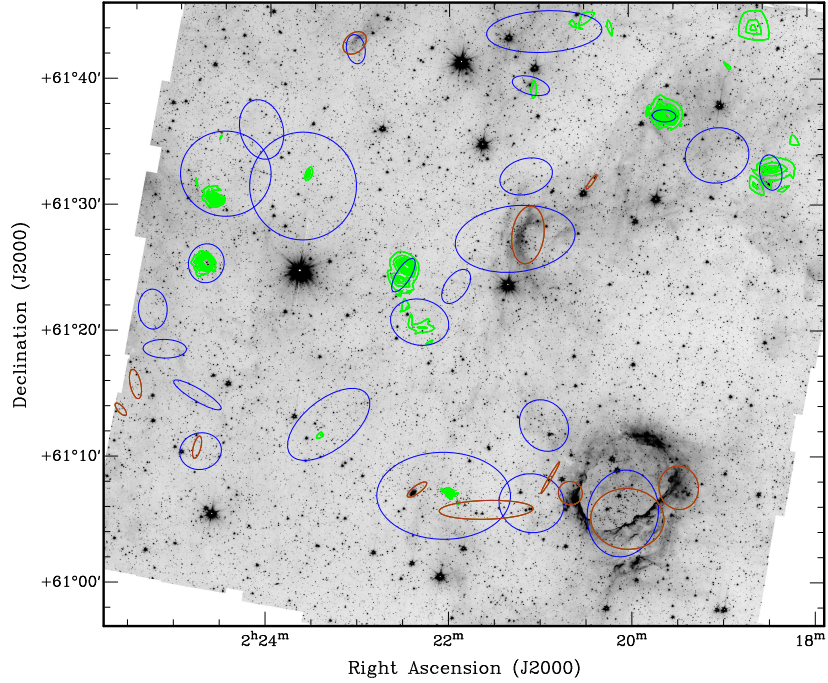 +61°40′
+61°30′
+61°20′
+61°10′
+61°00′
Declination (J2000)
2ʰ24ᵐ 22ᵐ 20ᵐ 18ᵐ
Right Ascension (J2000)